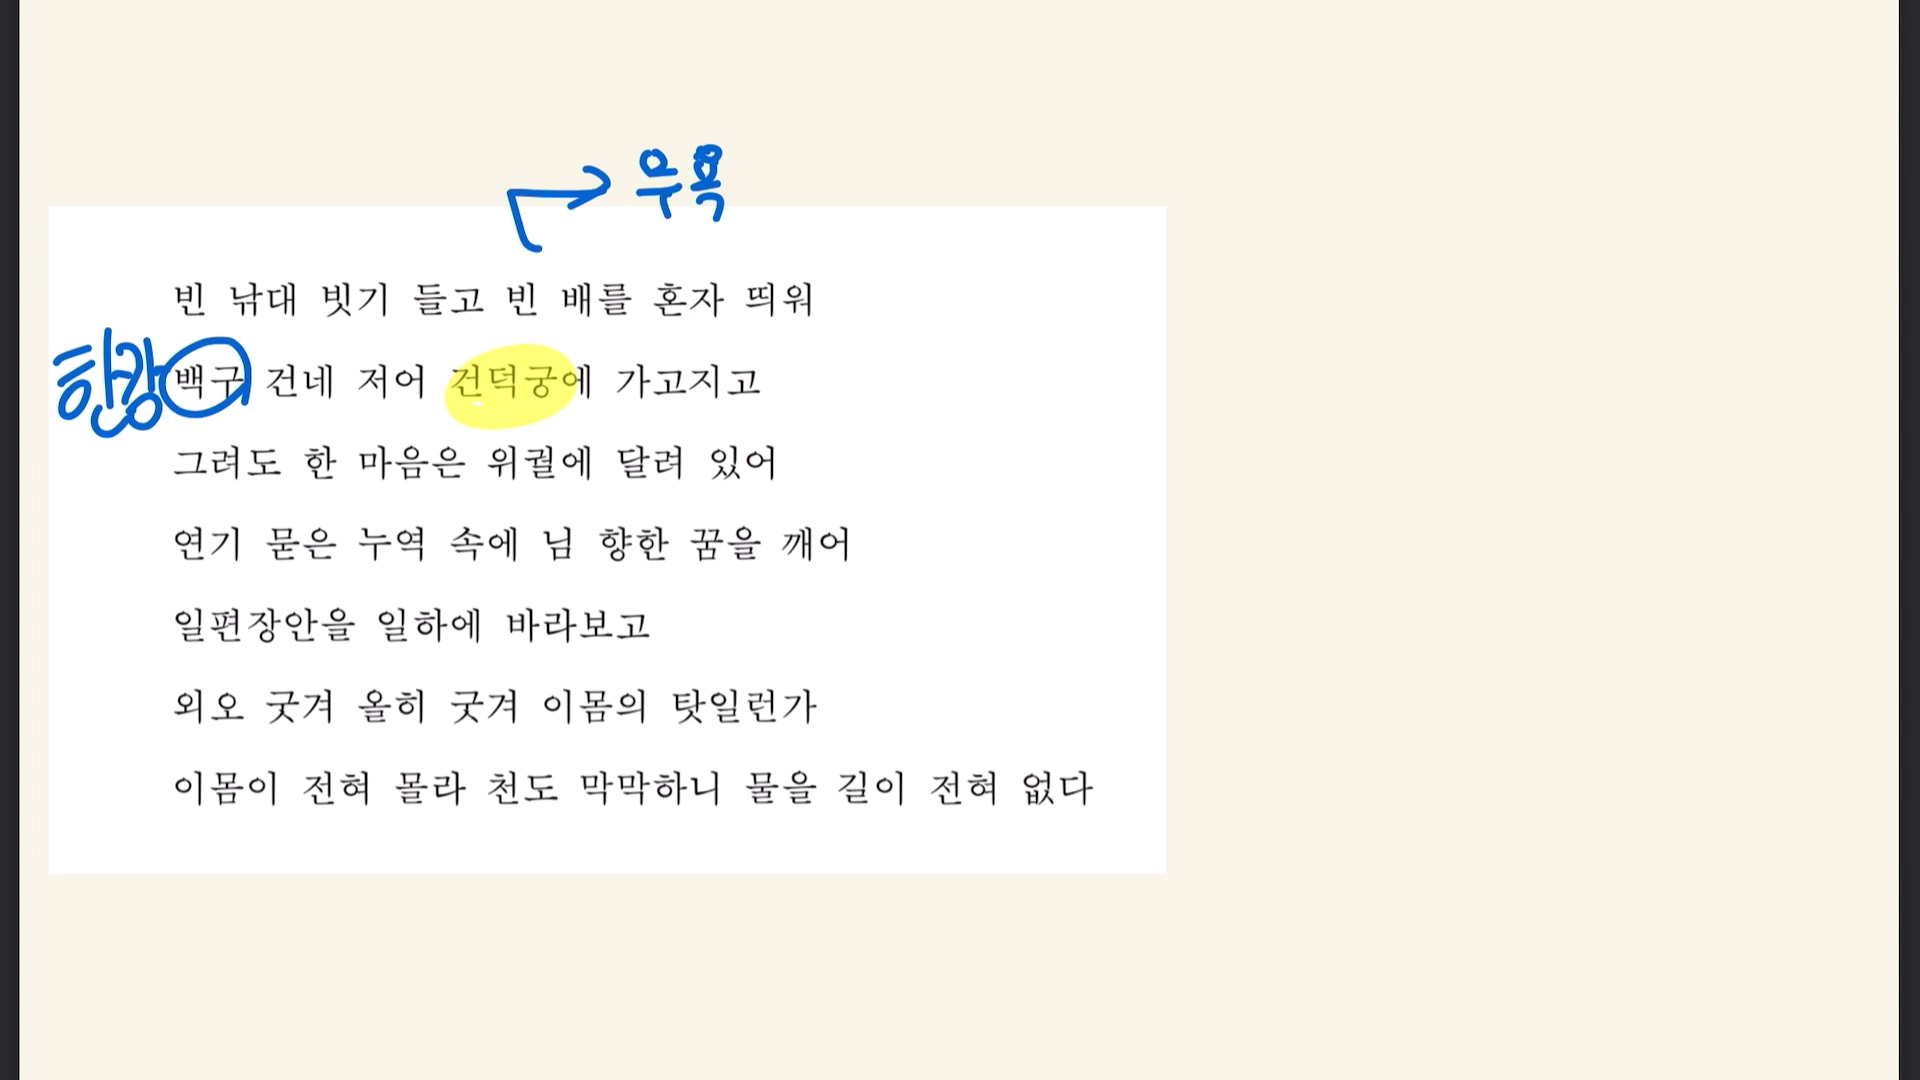 무욕
빈 낚대 빗기 들고 빈 배를 혼자 띄워
한강 백구 건네 저어 건덕궁에 가고지고
그려도 한 마음은 위궐에 달려 있어
연기 묻은 누역 속에 님 향한 꿈을 깨어
일편장안을 일하에 바라보고
외오 굿겨 올히 굿겨 이몸의 탓일런가
이몸이 전혀 몰라 천도 막막하니 물을 길이 전혀 없다